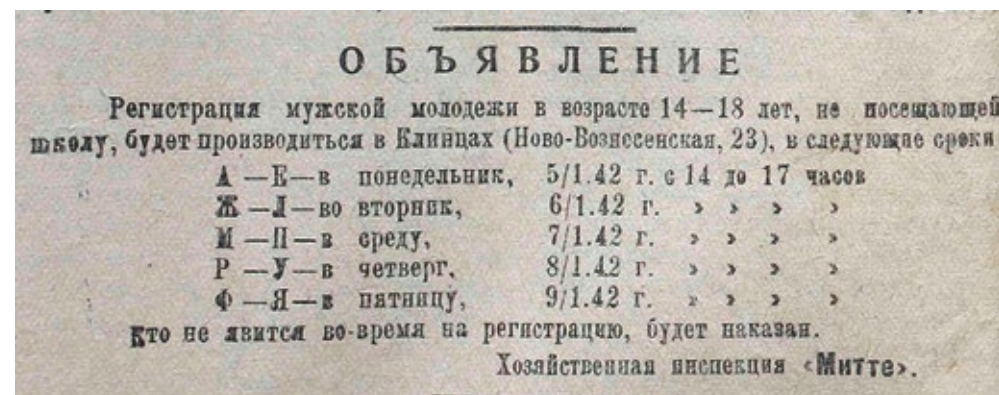 ОБЪЯВЛЕНИЕ
Регистрация мужской молодежи в возрасте 14—18 лет, не посещающей
школу, будет производиться в Клинцах (Ново-Вознесенская, 23), в следующие сроки
А —Е—в понедельник, 5/1.42 г. с 14 до 17 часов
Ж —Л—во вторник, 6/1.42 г. » » » »
М —П—в среду, 7/1.42 г. » » » »
Р —У—в четверг, 8/1.42 г. » » » »
Ф —Я—в пятницу, 9/1.42 г. » » » »
Кто не явится во-время на регистрацию, будет наказан.
Хозяйственная инспекция «Митте».